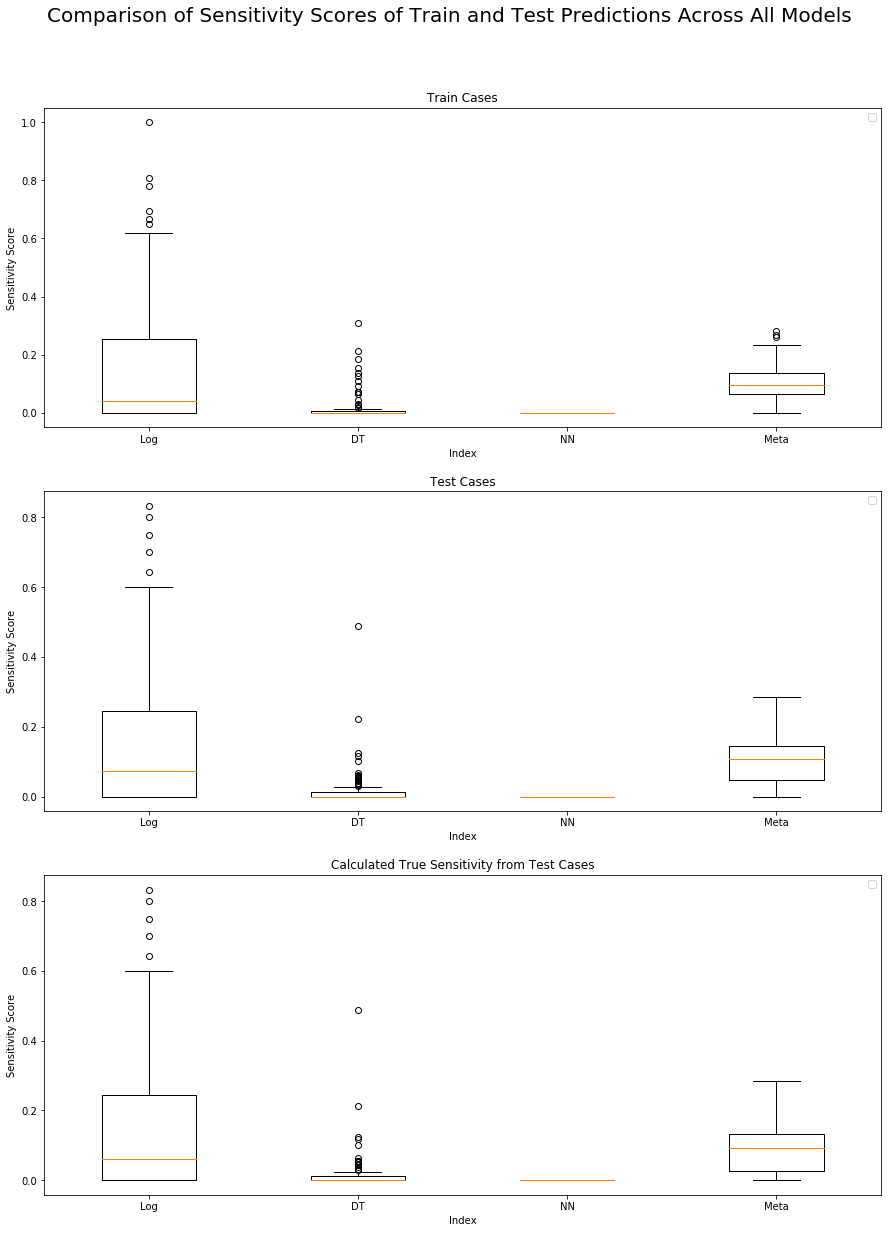 Comparison of Sensitivity Scores of Train and Test Predictions Across All Models
Train Cases
1.0
0.8
0.6
0.4
0.2
0.0
Sensitivity Score
Log DT NN Meta
Index
Test Cases
0.8
0.6
0.4
0.2
0.0
Sensitivity Score
Log DT NN Meta
Index
Calculated True Sensitivity from Test Cases
0.8
0.6
0.4
0.2
0.0
Sensitivity Score
Log DT NN Meta
Index